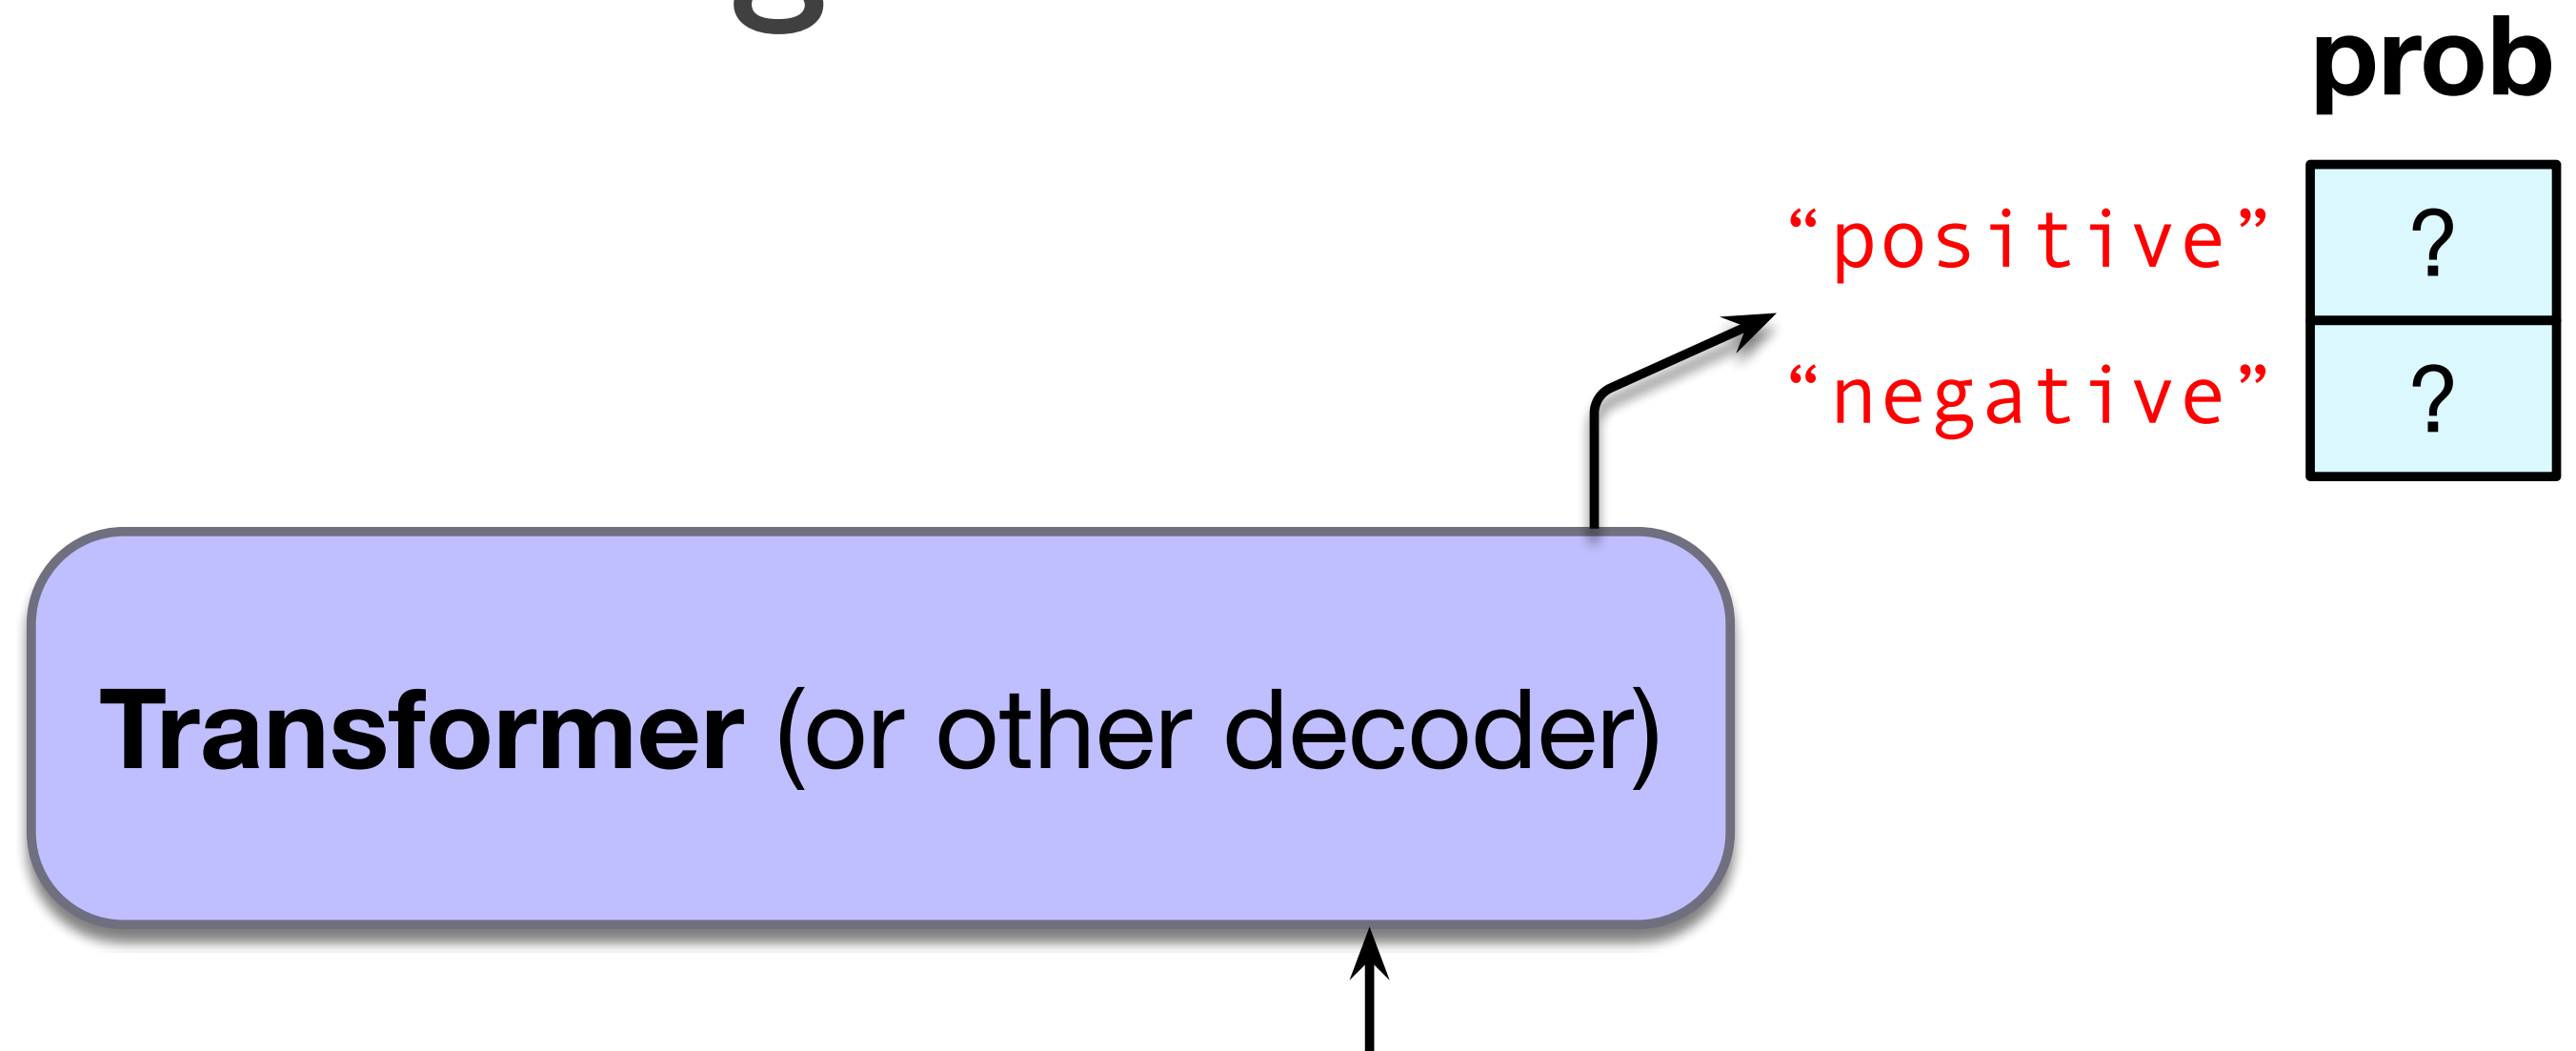 prob
“positive” ?
“negative” ?
Transformer (or other decoder)